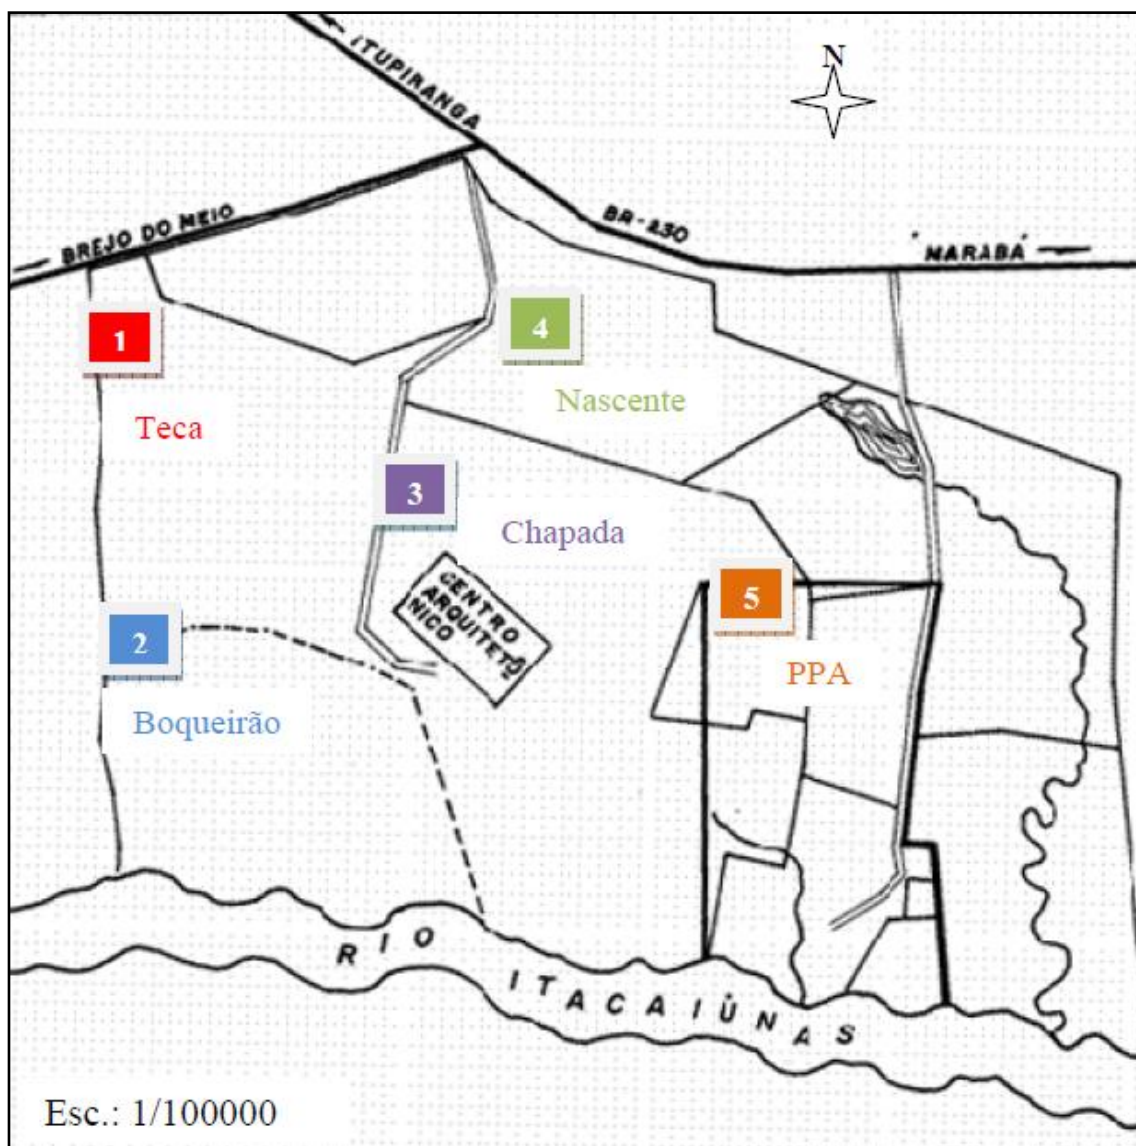 ITUPIRANGA
N
BREJO DO MEIO
BR-230
MARABÁ
1
4
Teca
Nascente
3
Chapada
CENTRO
ARQUITETÔ
NICO
5
2
PPA
Boqueirão
RIO ITACAIÚNAS
Esc.: 1/100000